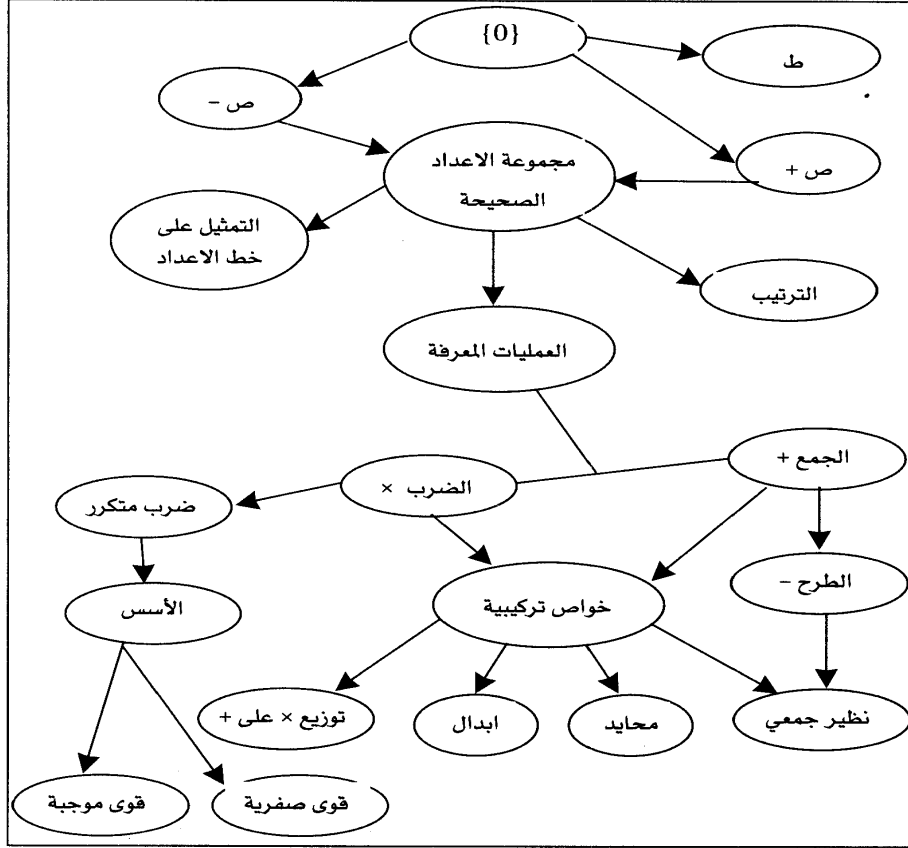 {0}
ط
ص –
ص +
مجموعة الاعداد
الصحيحة
التمثيل على
خط الاعداد
الترتيب
العمليات المعرفة
الجمع +
الضرب ×
ضرب متكرر
الطرح –
خواص تركيبية
الأسس
نظير جمعي
محايد
ابدال
توزيع × على +
قوى صفرية
قوى موجبة